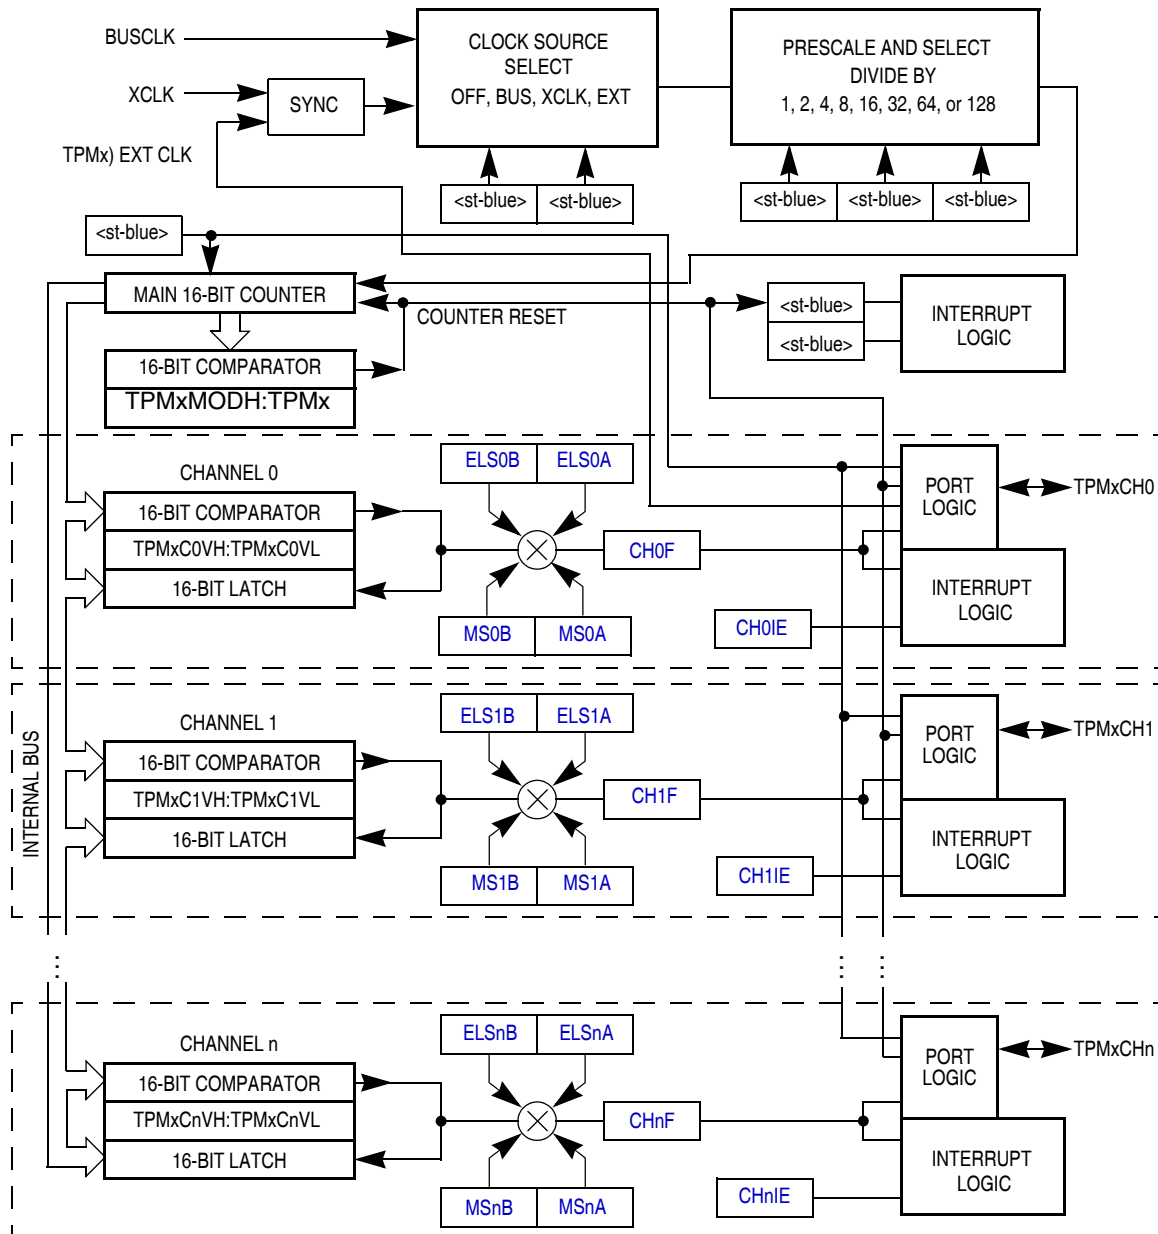 BUSCLK
CLOCK SOURCE
SELECT
OFF, BUS, XCLK, EXT
PRESCALE AND SELECT
DIVIDE BY
1, 2, 4, 8, 16, 32, 64, or 128
XCLK
SYNC
TPMx) EXT CLK
<st-blue>
<st-blue>
<st-blue>
<st-blue>
<st-blue>
<st-blue>
MAIN 16-BIT COUNTER
COUNTER RESET
<st-blue>
<st-blue>
INTERRUPT
LOGIC
16-BIT COMPARATOR
TPMxMODH:TPMx
CHANNEL 0
ELS0B
ELS0A
16-BIT COMPARATOR
TPMxC0VH:TPMxC0VL
16-BIT LATCH
CH0F
PORT
LOGIC
TPMxCH0
INTERRUPT
LOGIC
MS0B
MS0A
CH0IE
INTERNAL BUS
CHANNEL 1
ELS1B
ELS1A
16-BIT COMPARATOR
TPMxC1VH:TPMxC1VL
16-BIT LATCH
CH1F
PORT
LOGIC
TPMxCH1
INTERRUPT
LOGIC
MS1B
MS1A
CH1IE
...
...
...
CHANNEL n
ELSnB
ELSnA
16-BIT COMPARATOR
TPMxCnVH:TPMxCnVL
16-BIT LATCH
CHnF
PORT
LOGIC
TPMxCHn
INTERRUPT
LOGIC
MSnB
MSnA
CHnIE